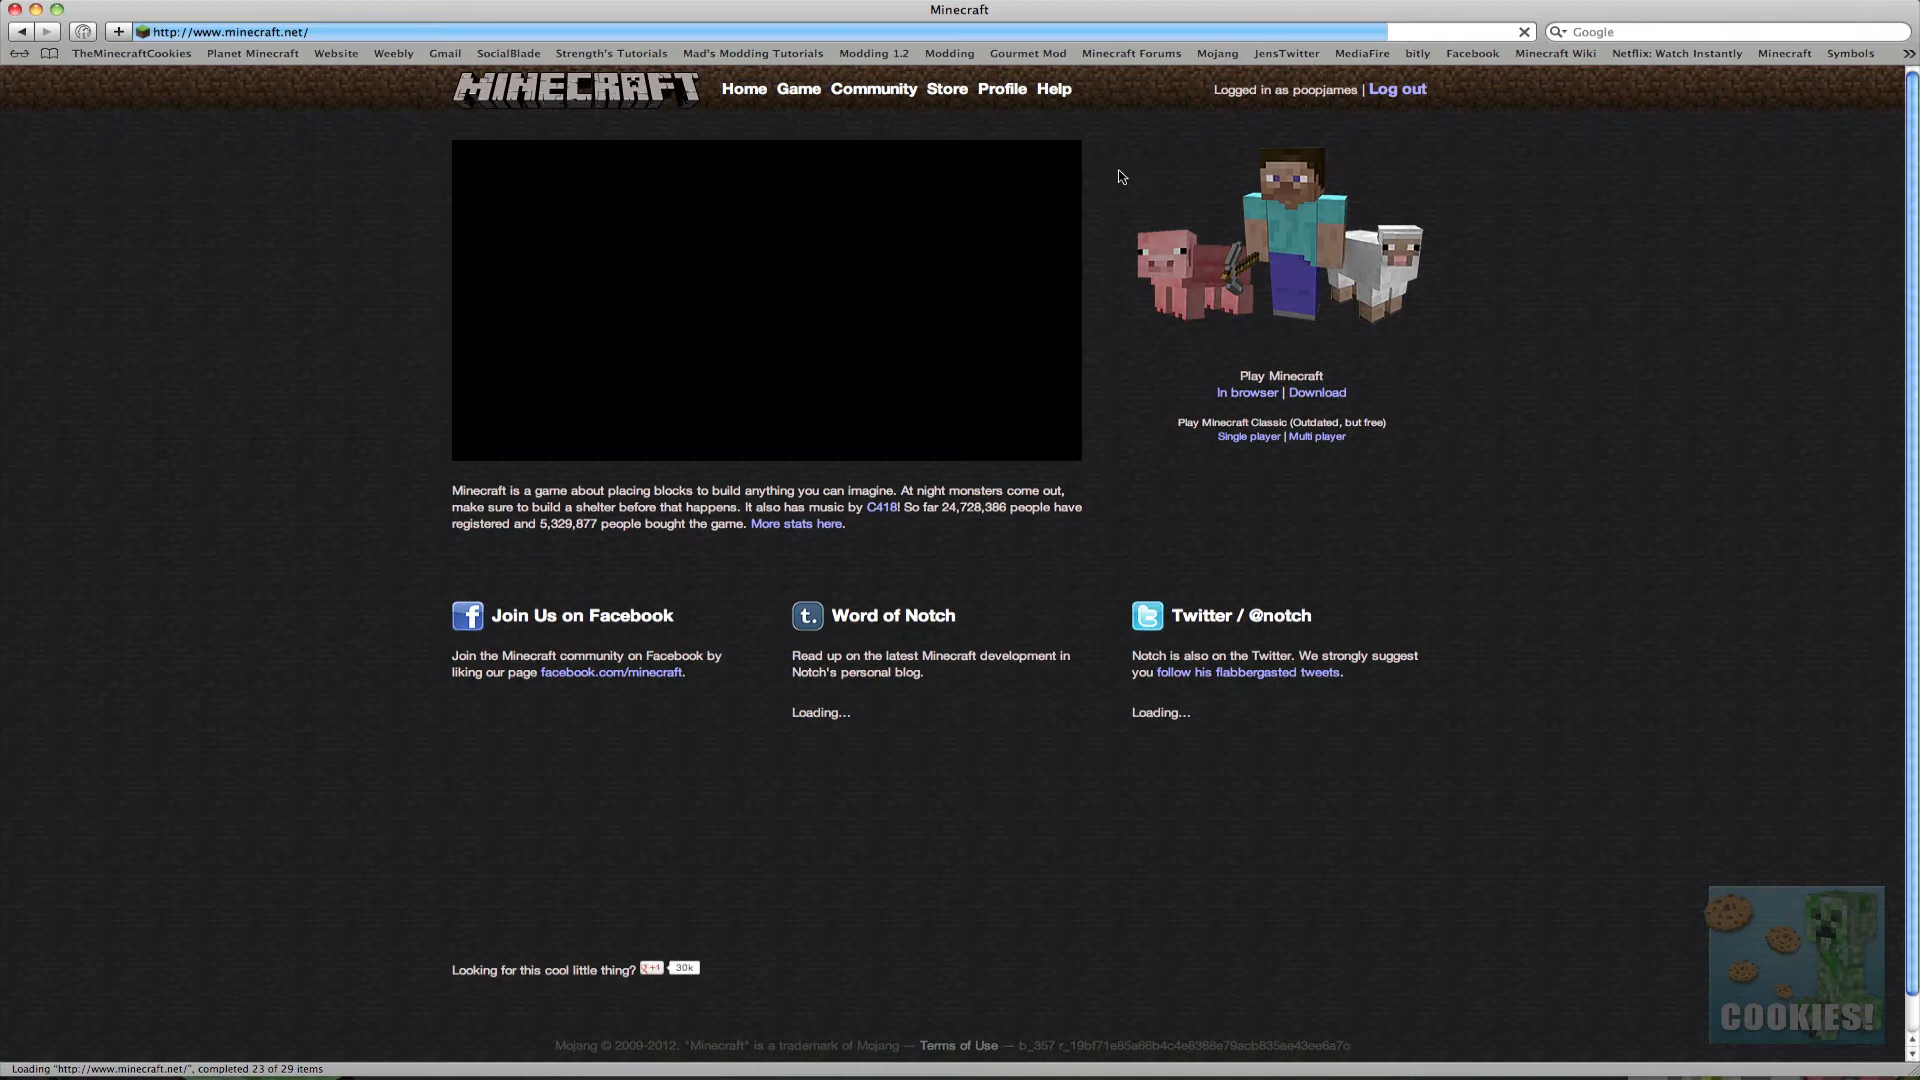 Minecraft
http://www.minecraft.net/
Google
TheMinecraftCookies Planet Minecraft Website Weebly Gmail SocialBlade Strength's Tutorials Mad's Modding Tutorials Modding 1.2 Modding Gourmet Mod Minecraft Forums Mojang JensTwitter MediaFire bitly Facebook Minecraft Wiki Netflix: Watch Instantly Minecraft Symbols
MINECRAFT
Home Game Community Store Profile Help
Logged in as poopjames | Log out
Play Minecraft
In browser | Download
Play Minecraft Classic (Outdated, but free)
Single player | Multi player
Minecraft is a game about placing blocks to build anything you can imagine. At night monsters come out,
make sure to build a shelter before that happens. It also has music by C418! So far 24,728,386 people have
registered and 5,329,877 people bought the game. More stats here.
Join Us on Facebook
Join the Minecraft community on Facebook by
liking our page facebook.com/minecraft.
Word of Notch
Read up on the latest Minecraft development in
Notch's personal blog.
Loading...
Twitter / @notch
Notch is also on the Twitter. We strongly suggest
you follow his flabbergasted tweets.
Loading...
Looking for this cool little thing? +1 30k
COOKIES!
Mojang © 2009-2012. "Minecraft" is a trademark of Mojang — Terms of Use — b_357
Loading "http://www.minecraft.net/", completed 23 of 29 items